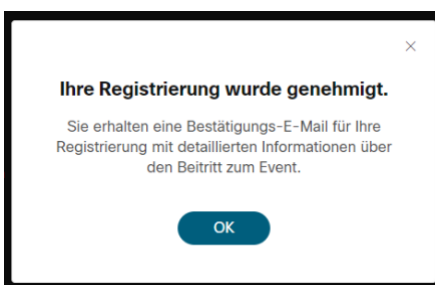 Ihre Registrierung wurde genehmigt.
Sie erhalten eine Bestätigungs-E-Mail für Ihre
Registrierung mit detaillierten Informationen über
den Beitritt zum Event.
OK